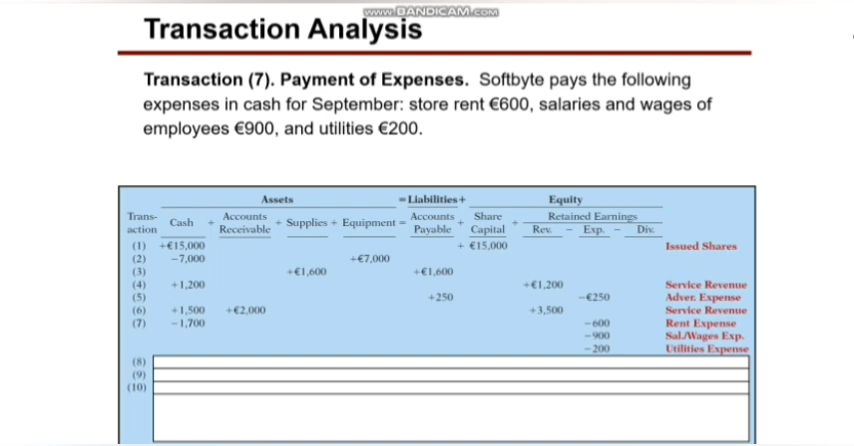 www.BANDICAM.com
Transaction Analysis
Transaction (7). Payment of Expenses. Softbyte pays the following
expenses in cash for September: store rent €600, salaries and wages of
employees €900, and utilities €200.
Assets = Liabilities + Equity
Trans- Accounts Accounts Share Retained Earnings
action Cash + Receivable + Supplies + Equipment = Payable + Capital + Rev. − Exp. − Div.
(1) +€15,000 + €15,000 Issued Shares
(2) −7,000 +€7,000
(3) +€1,600 +€1,600
(4) +1,200 +€1,200 Service Revenue
(5) +250 −€250 Adver. Expense
(6) +1,500 +€2,000 +3,500 Service Revenue
(7) −1,700 −600 Rent Expense
−900 Sal./Wages Exp.
−200 Utilities Expense
(8)
(9)
(10)